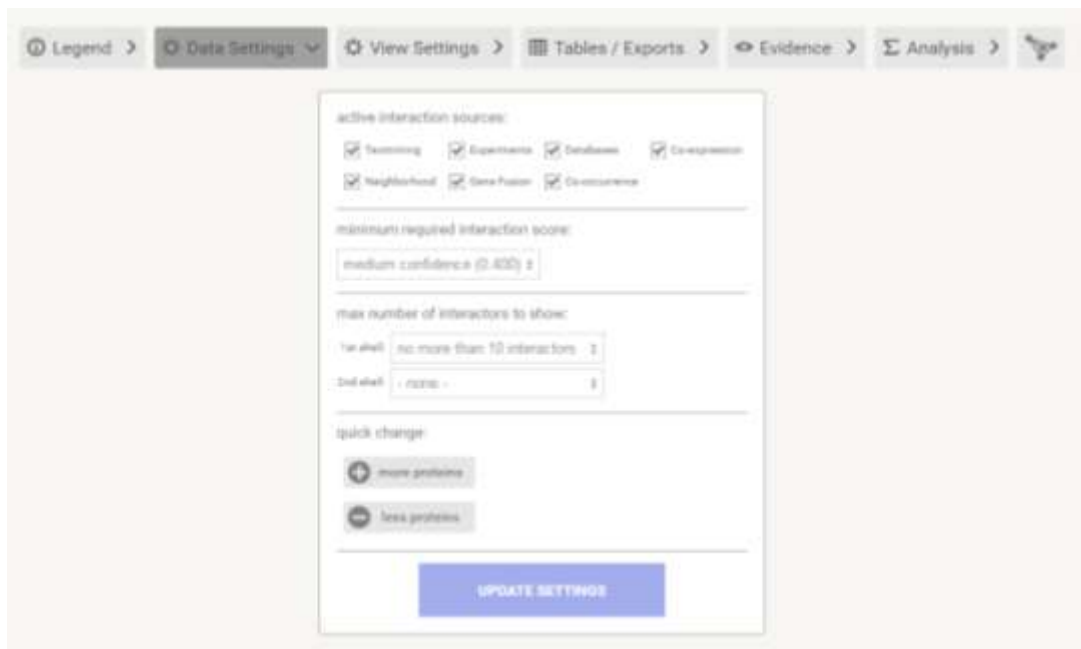 Legend
Data Settings
View Settings
Tables / Exports
Evidence
Analysis
active interaction sources:
Textmining Experiments Databases Co-expression
Neighborhood Gene Fusion Co-occurrence
minimum required interaction score:
medium confidence (0.400)
max number of interactors to show:
1st shell: no more than 10 interactors
2nd shell: - none -
quick change:
more proteins
less proteins
UPDATE SETTINGS